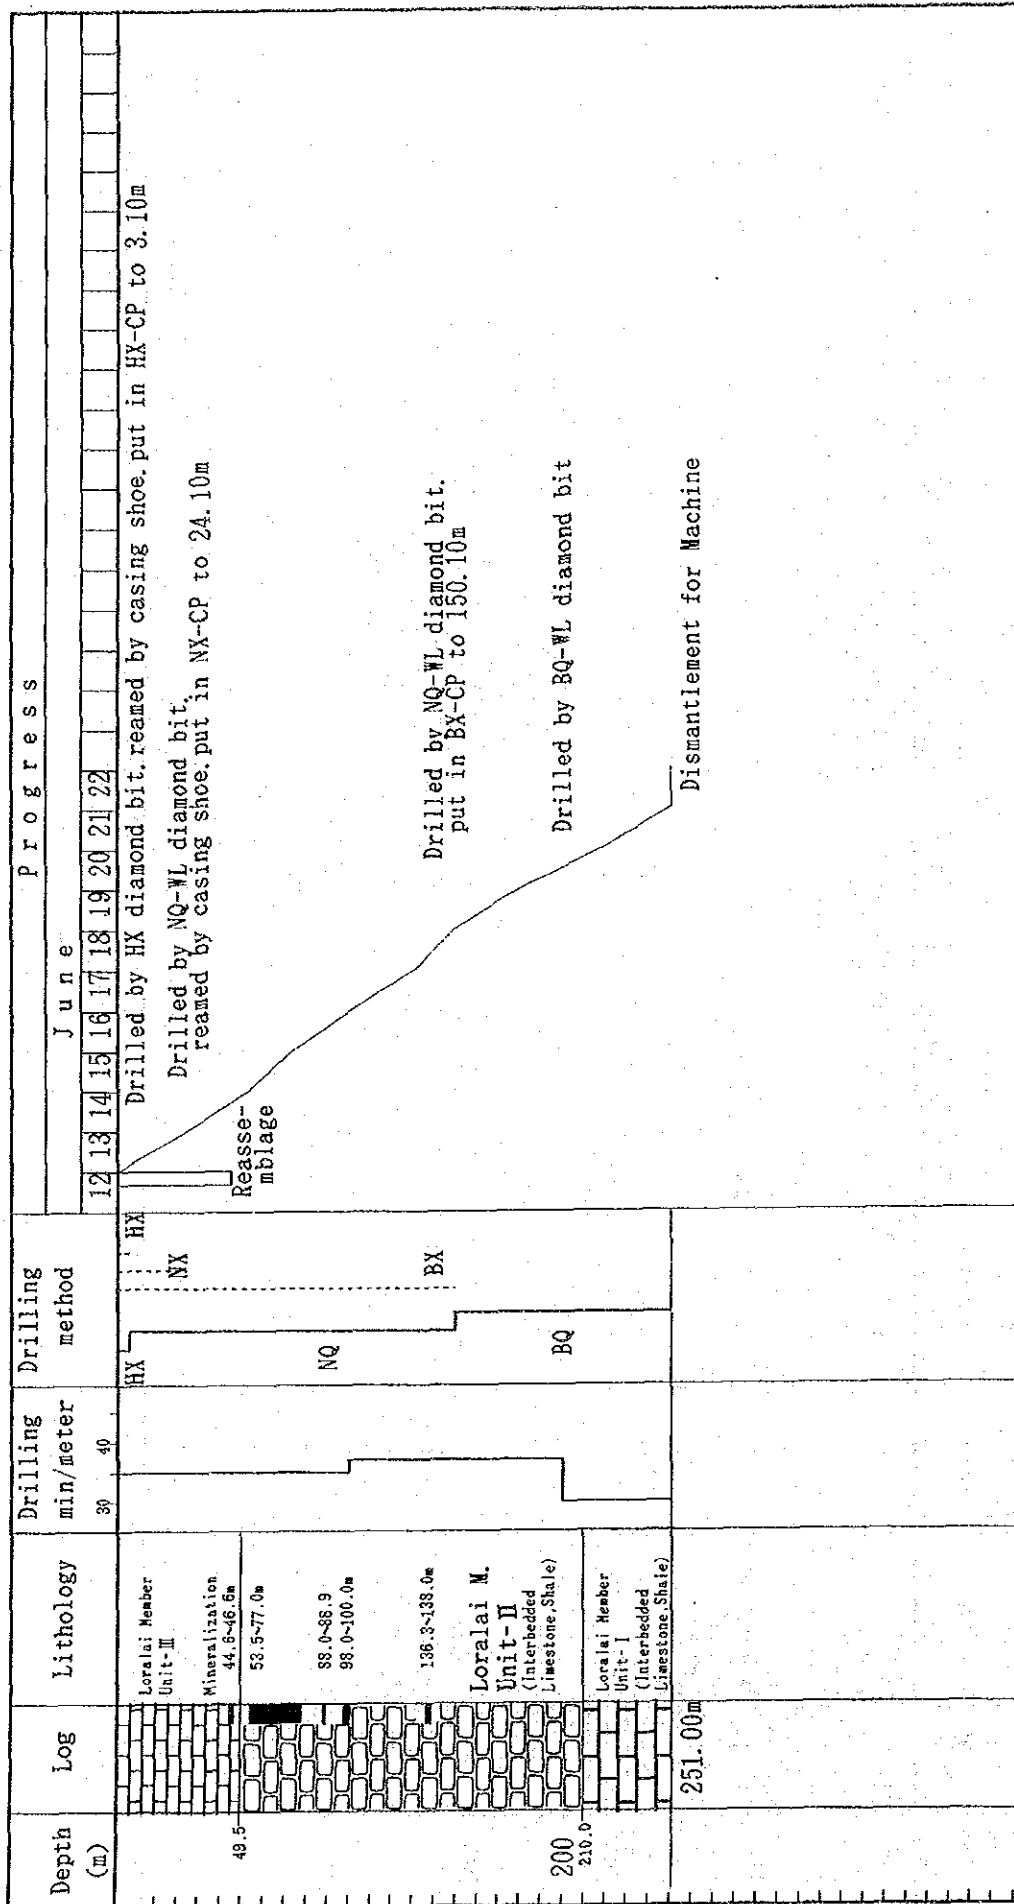 Depth
(m)
Log
Lithology
Drilling
min/meter
30
40
Drilling
method
Progress
June
12 13 14 15 16 17 18 19 20 21 22
49.5
200
210.0
251.00m
Loralai Member
Unit-III
Mineralization
44.6~46.6m
53.5~77.0m
88.0~88.9
98.0~100.0m
136.3~138.0m
Loralai M.
Unit-II
(Interbedded
Limestone,Shale)
Loralai Member
Unit-I
(Interbedded
Limestone,Shale)
HX
NQ
BQ
HX
NX
BX
Reasse-
mblage
Drilled by HX diamond bit.reamed by casing shoe.put in HX-CP to 3.10m
Drilled by NQ-WL diamond bit.
reamed by casing shoe.put in NX-CP to 24.10m
Drilled by NQ-WL diamond bit.
put in BX-CP to 150.10m
Drilled by BQ-WL diamond bit
Dismantlement for Machine